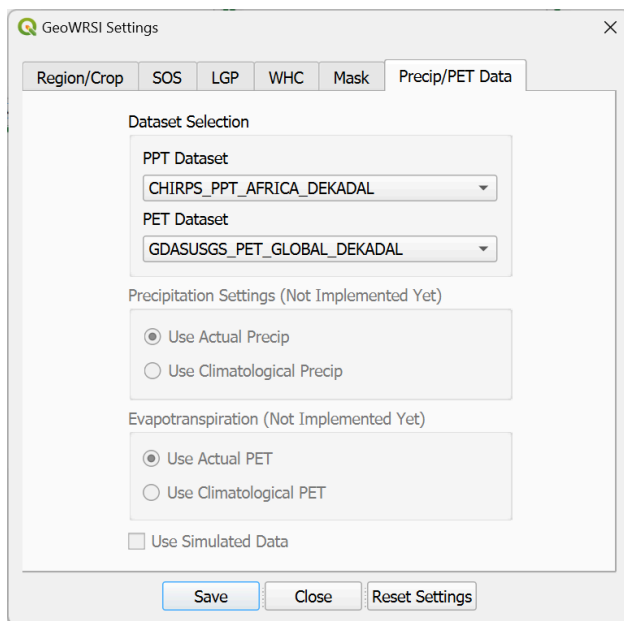 GeoWRSI Settings
Region/Crop SOS LGP WHC Mask Precip/PET Data
Dataset Selection
PPT Dataset
CHIRPS_PPT_AFRICA_DEKADAL
PET Dataset
GDASUSGS_PET_GLOBAL_DEKADAL
Precipitation Settings (Not Implemented Yet)
Use Actual Precip
Use Climatological Precip
Evapotranspiration (Not Implemented Yet)
Use Actual PET
Use Climatological PET
Use Simulated Data
Save Close Reset Settings